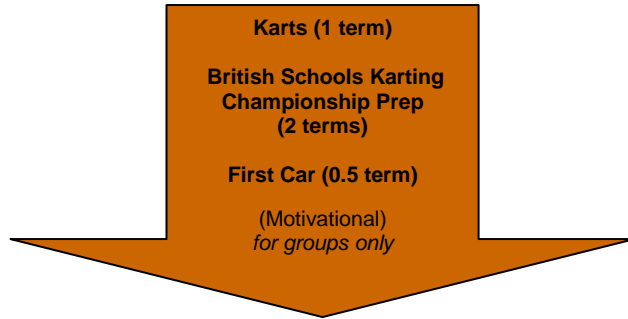 Karts (1 term)
British Schools Karting
Championship Prep
(2 terms)
First Car (0.5 term)
(Motivational)
for groups only